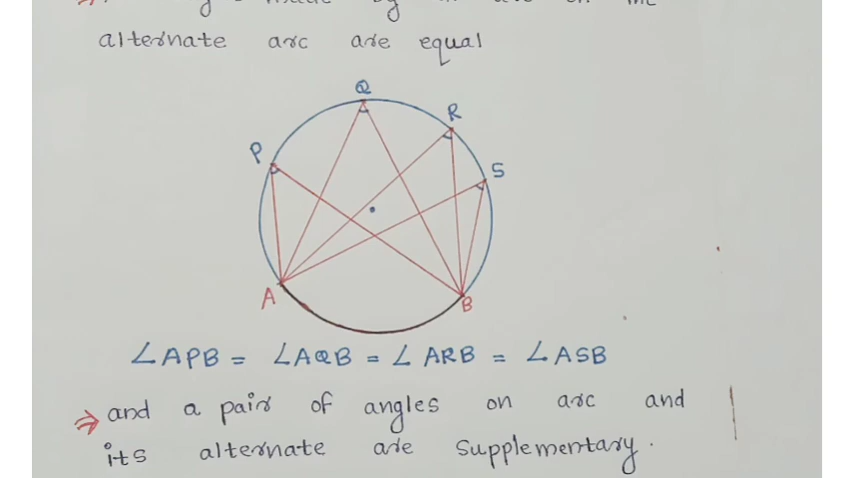 alternate arc are equal
Q
R
P
S
A
B
∠APB = ∠AQB = ∠ARB = ∠ASB
⇒ and a pair of angles on arc and
its alternate are supplementary.